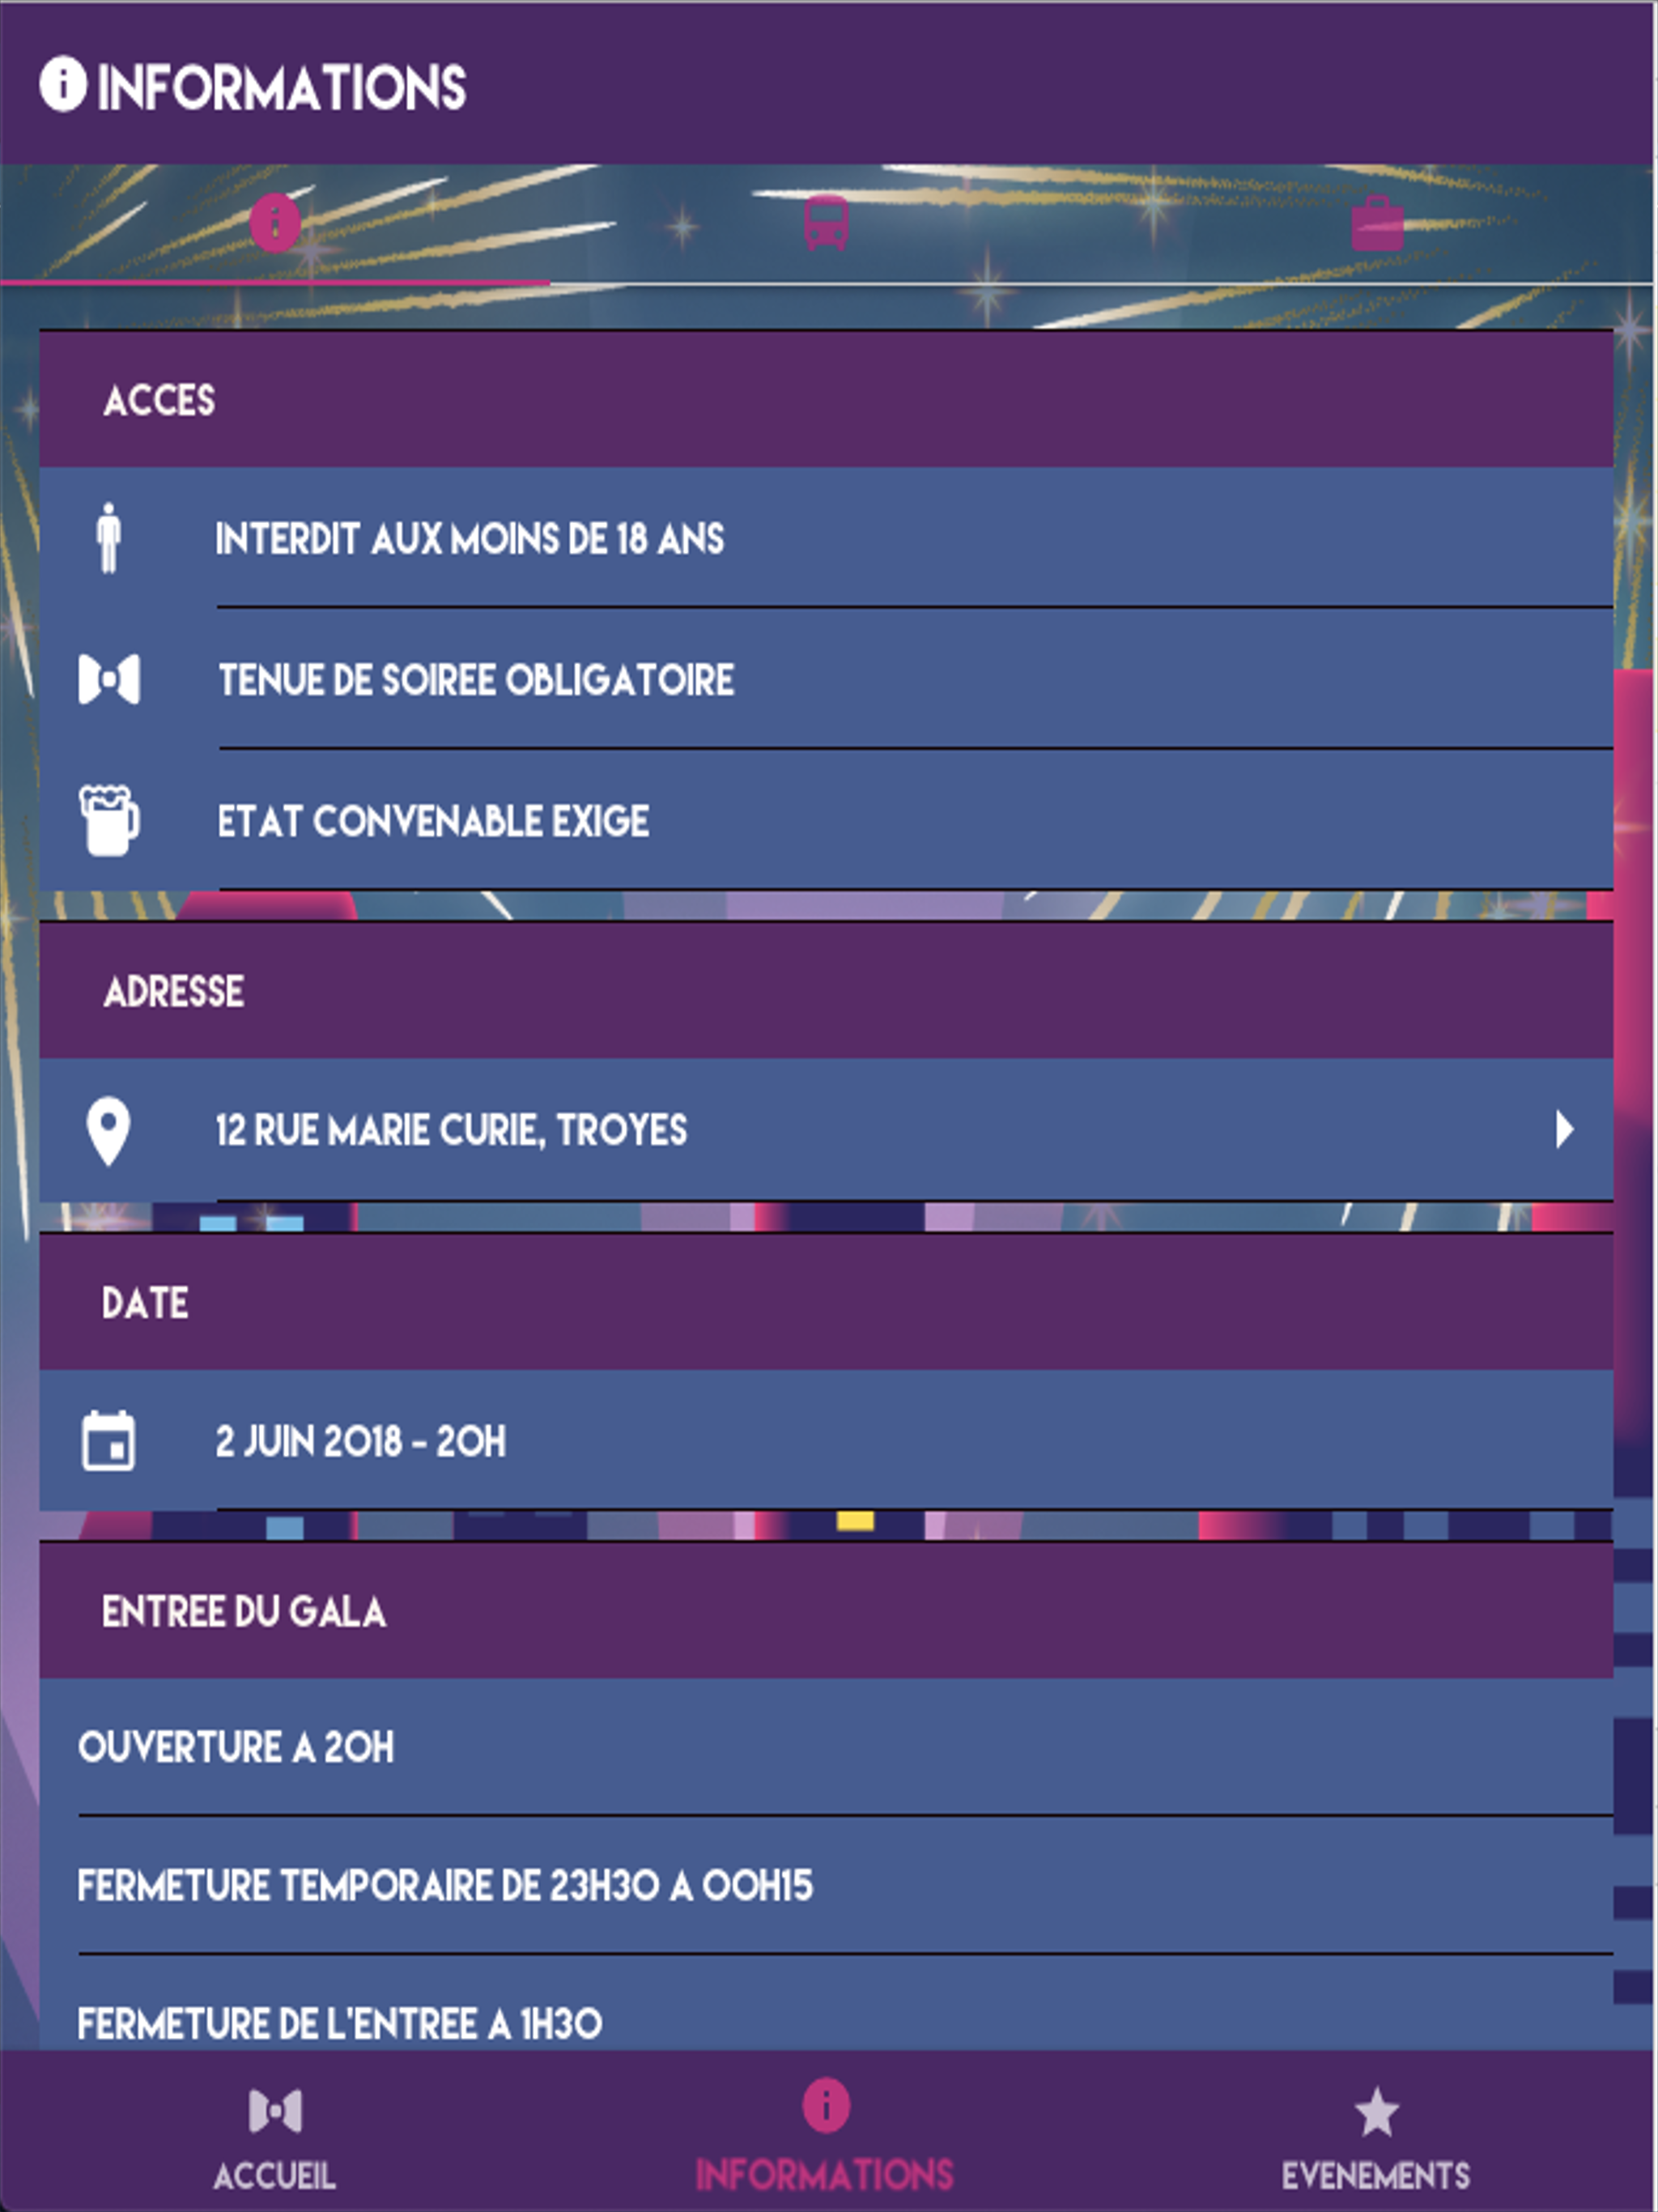 INFORMATIONS
ACCES
INTERDIT AUX MOINS DE 18 ANS
TENUE DE SOIREE OBLIGATOIRE
ETAT CONVENABLE EXIGE
ADRESSE
12 RUE MARIE CURIE, TROYES
DATE
2 JUIN 2018 - 20H
ENTREE DU GALA
OUVERTURE A 20H
FERMETURE TEMPORAIRE DE 23H30 A 00H15
FERMETURE DE L'ENTREE A 1H30
ACCUEIL
INFORMATIONS
EVENEMENTS